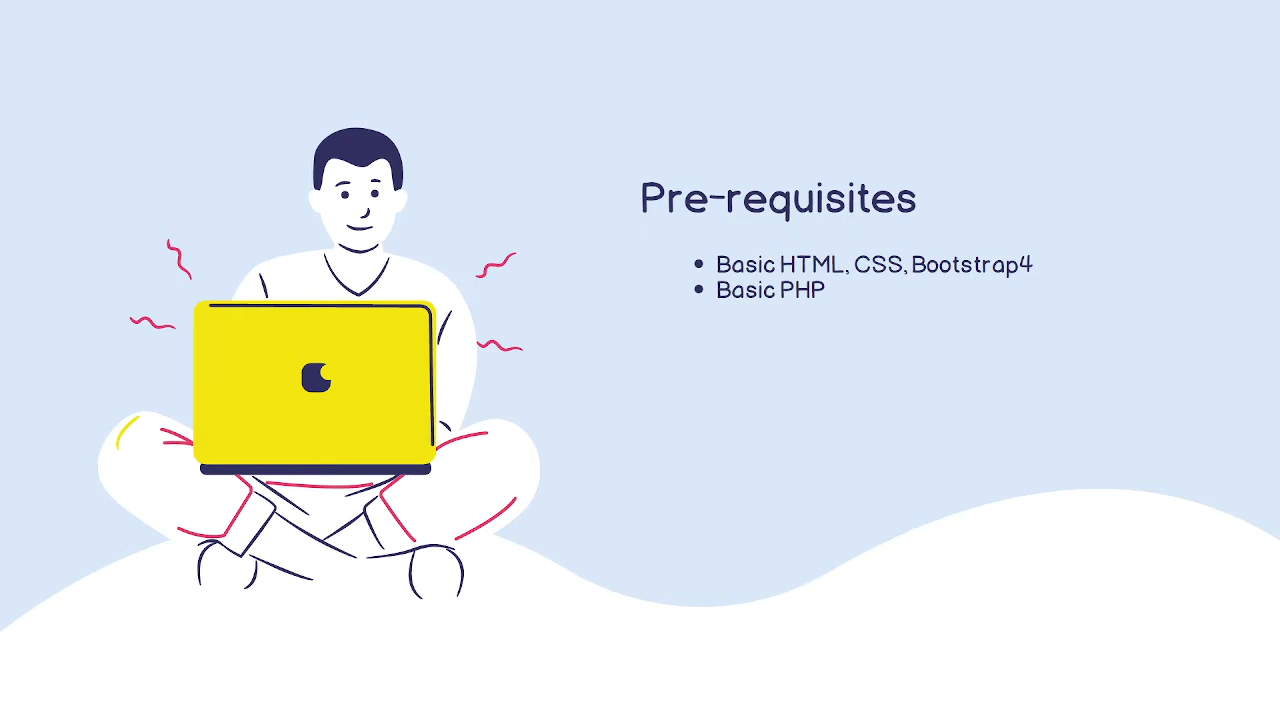 Pre-requisites
• Basic HTML, CSS, Bootstrap4
• Basic PHP